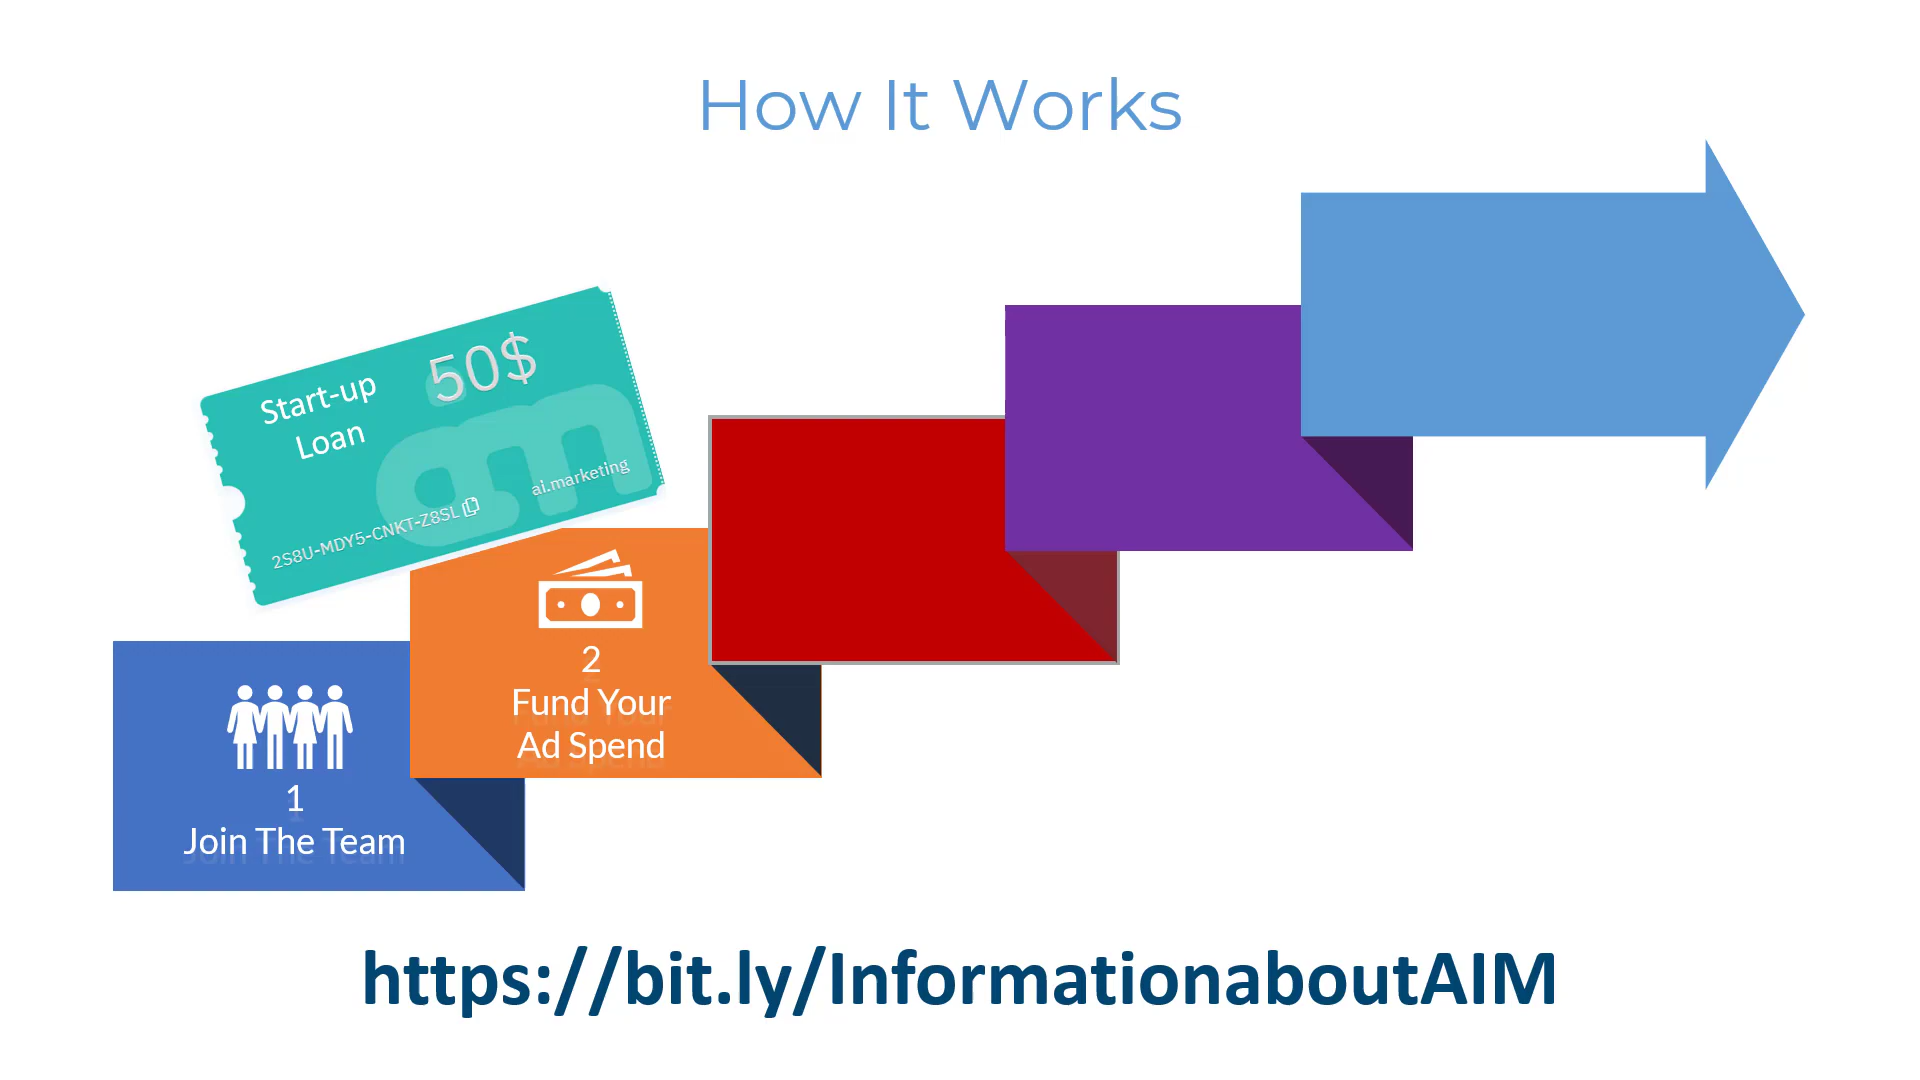 How It Works
Start-up
Loan
50$
2S8U-MDY5-CNKT-Z8SL
ai.marketing
2
Fund Your
Ad Spend
1
Join The Team
https://bit.ly/InformationaboutAIM